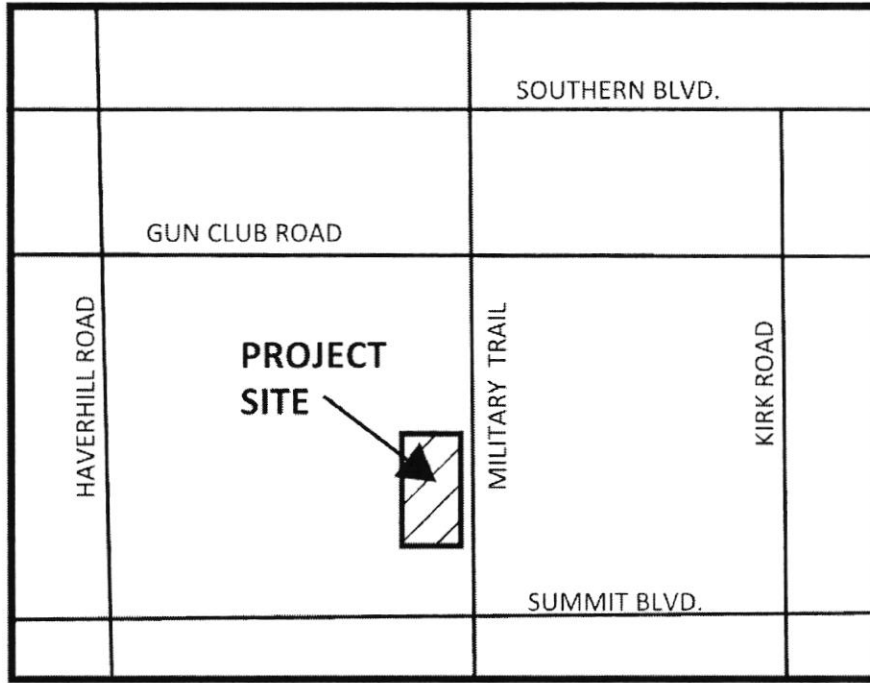 SOUTHERN BLVD.
GUN CLUB ROAD
HAVERHILL ROAD
PROJECT
SITE
MILITARY TRAIL
KIRK ROAD
SUMMIT BLVD.